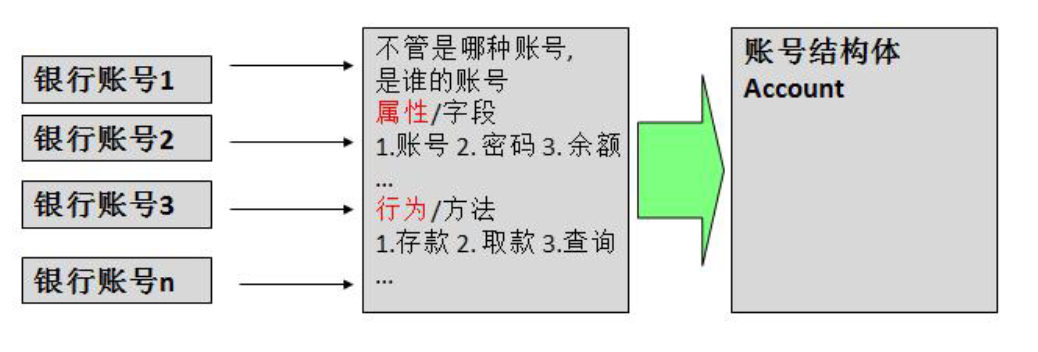 银行账号1
银行账号2
银行账号3
银行账号n
不管是哪种账号,
是谁的账号
属性/字段
1.账号 2. 密码 3. 余额
...
行为/方法
1.存款 2. 取款 3.查询
...
账号结构体
Account